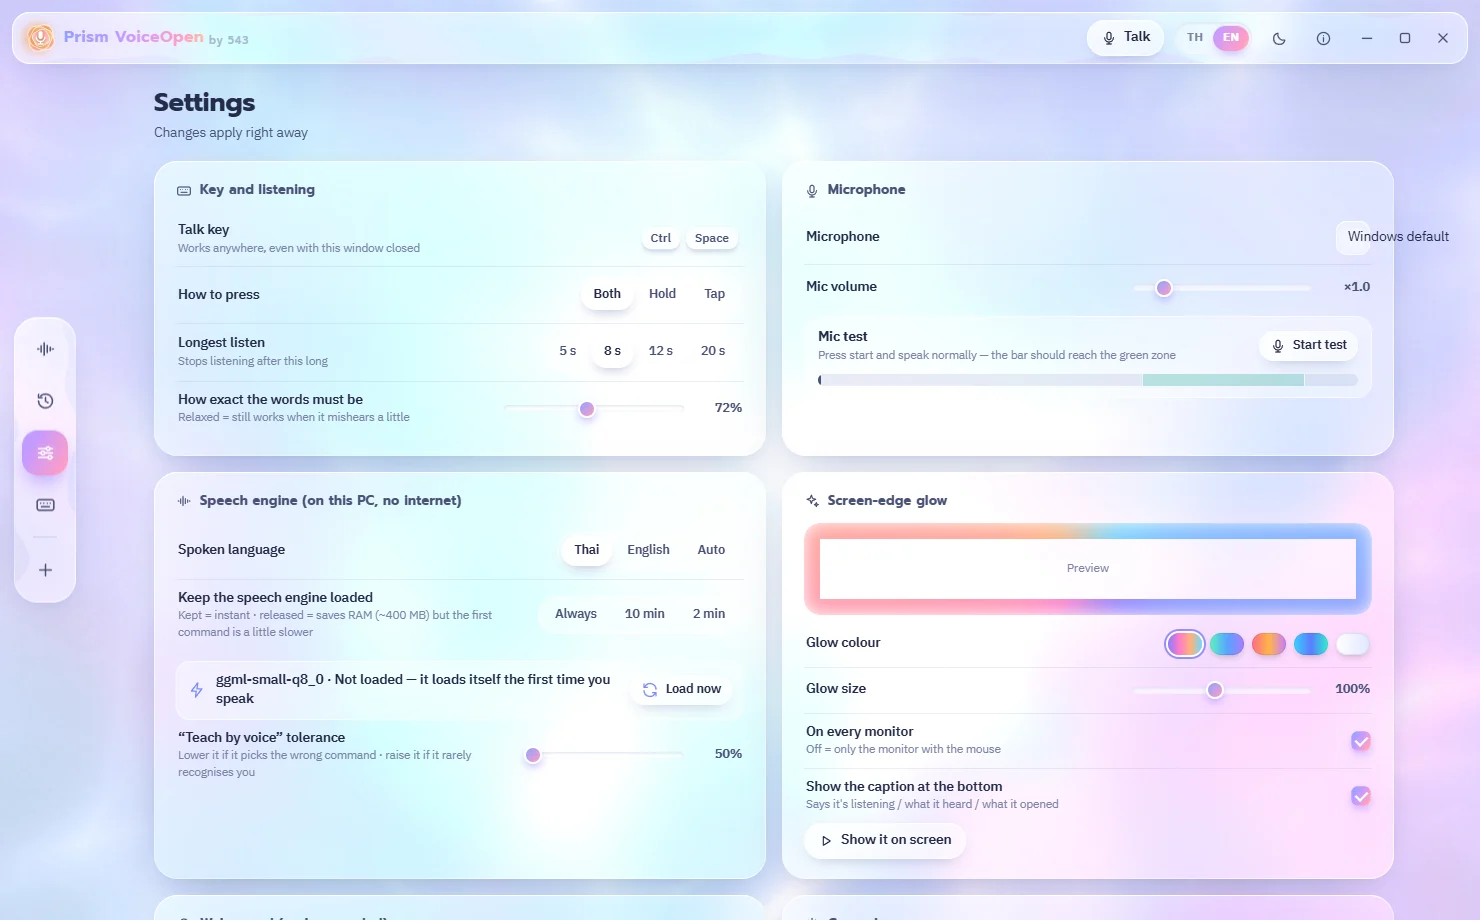 Prism VoiceOpen by 543
Talk
TH EN
Settings
Changes apply right away
Key and listening
Talk key
Works anywhere, even with this window closed
Ctrl Space
How to press
Both Hold Tap
Longest listen
Stops listening after this long
5 s 8 s 12 s 20 s
How exact the words must be
Relaxed = still works when it mishears a little
72%
Microphone
Microphone
Windows default
Mic volume
×1.0
Mic test
Press start and speak normally — the bar should reach the green zone
Start test
Speech engine (on this PC, no internet)
Spoken language
Thai English Auto
Keep the speech engine loaded
Kept = instant · released = saves RAM (~400 MB) but the first
command is a little slower
Always 10 min 2 min
ggml-small-q8_0 · Not loaded — it loads itself the first time you
speak
Load now
“Teach by voice” tolerance
Lower it if it picks the wrong command · raise it if it rarely
recognises you
50%
Screen-edge glow
Preview
Glow colour
Glow size
100%
On every monitor
Off = only the monitor with the mouse
Show the caption at the bottom
Says it's listening / what it heard / what it opened
Show it on screen